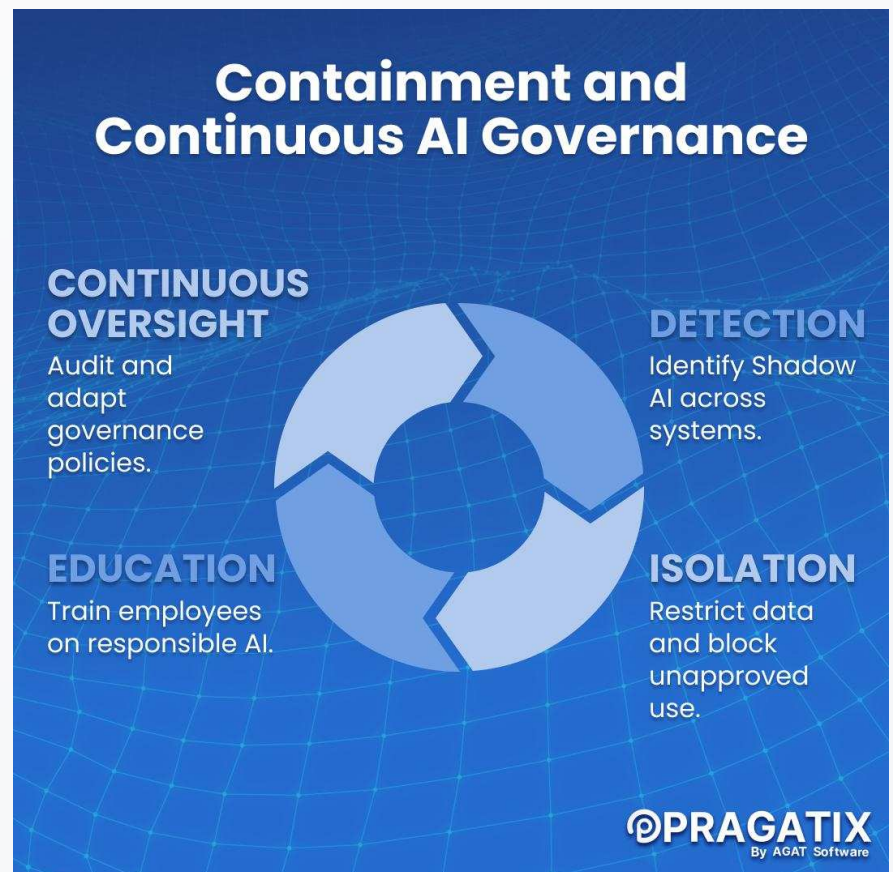 Containment and
Continuous AI Governance
CONTINUOUS
OVERSIGHT
Audit and
adapt
governance
policies.
DETECTION
Identify Shadow
AI across
systems.
EDUCATION
Train employees
on responsible AI.
ISOLATION
Restrict data
and block
unapproved
use.
PRAGATIX
By AGAT Software